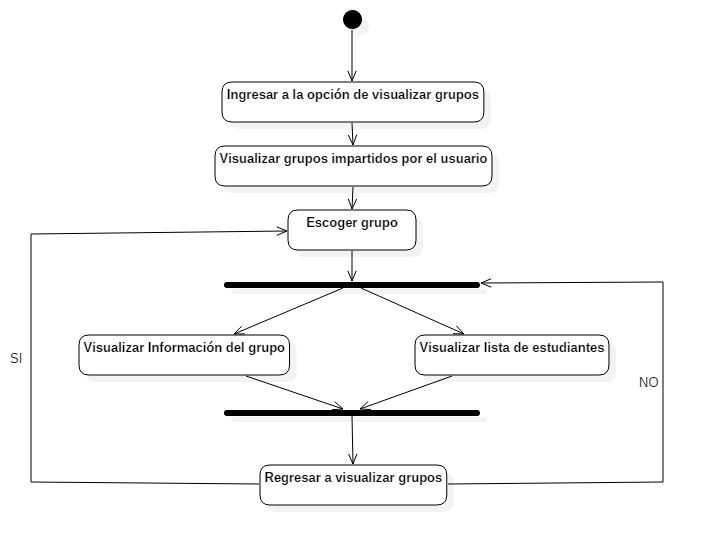 Ingresar a la opción de visualizar grupos
Visualizar grupos impartidos por el usuario
Escoger grupo
Visualizar Información del grupo
Visualizar lista de estudiantes
SI
NO
Regresar a visualizar grupos